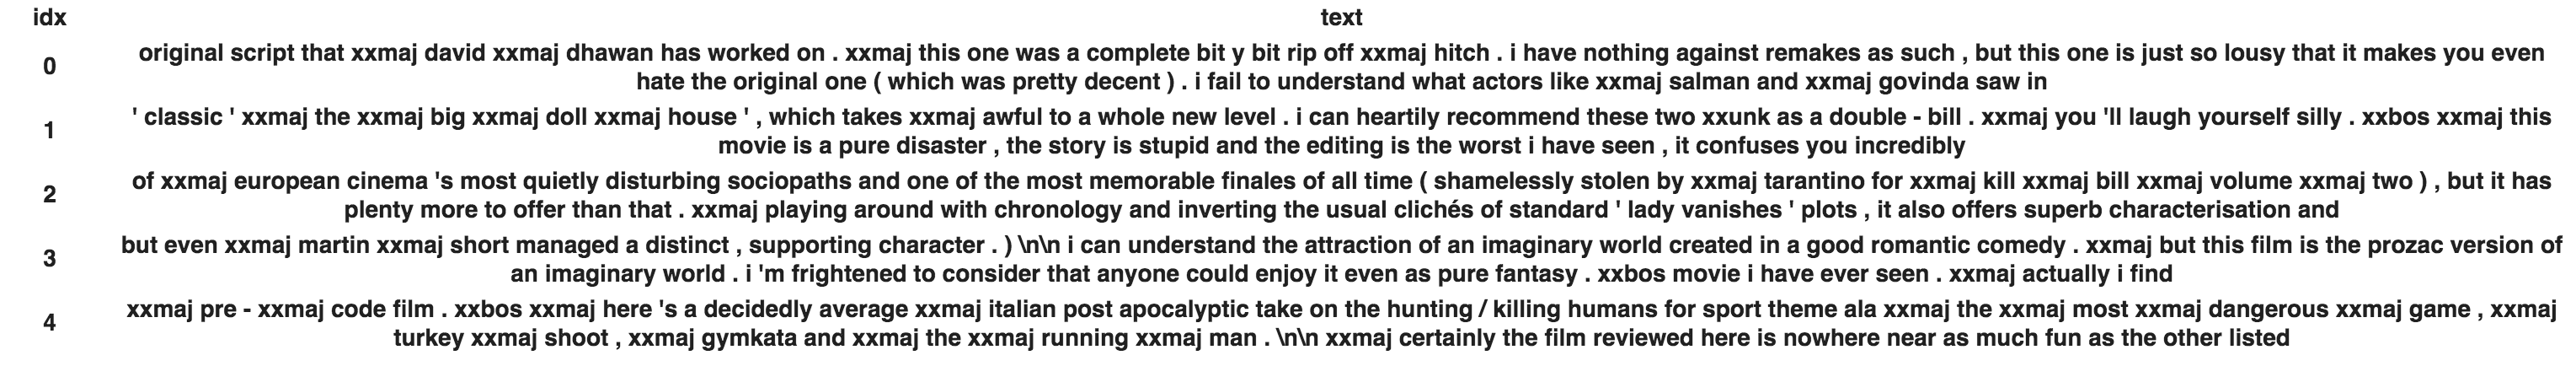 idx text
0 original script that xxmaj david xxmaj dhawan has worked on . xxmaj this one was a complete bit y bit rip off xxmaj hitch . i have nothing against remakes as such , but this one is just so lousy that it makes you even
hate the original one ( which was pretty decent ) . i fail to understand what actors like xxmaj salman and xxmaj govinda saw in
1 ' classic ' xxmaj the xxmaj big xxmaj doll xxmaj house ' , which takes xxmaj awful to a whole new level . i can heartily recommend these two xxunk as a double - bill . xxmaj you 'll laugh yourself silly . xxbos xxmaj this
movie is a pure disaster , the story is stupid and the editing is the worst i have seen , it confuses you incredibly
2 of xxmaj european cinema 's most quietly disturbing sociopaths and one of the most memorable finales of all time ( shamelessly stolen by xxmaj tarantino for xxmaj kill xxmaj bill xxmaj volume xxmaj two ) , but it has
plenty more to offer than that . xxmaj playing around with chronology and inverting the usual clichés of standard ' lady vanishes ' plots , it also offers superb characterisation and
3 but even xxmaj martin xxmaj short managed a distinct , supporting character . ) \n\n i can understand the attraction of an imaginary world created in a good romantic comedy . xxmaj but this film is the prozac version of
an imaginary world . i 'm frightened to consider that anyone could enjoy it even as pure fantasy . xxbos movie i have ever seen . xxmaj actually i find
4 xxmaj pre - xxmaj code film . xxbos xxmaj here 's a decidedly average xxmaj italian post apocalyptic take on the hunting / killing humans for sport theme ala xxmaj the xxmaj most xxmaj dangerous xxmaj game , xxmaj
turkey xxmaj shoot , xxmaj gymkata and xxmaj the xxmaj running xxmaj man . \n\n xxmaj certainly the film reviewed here is nowhere near as much fun as the other listed